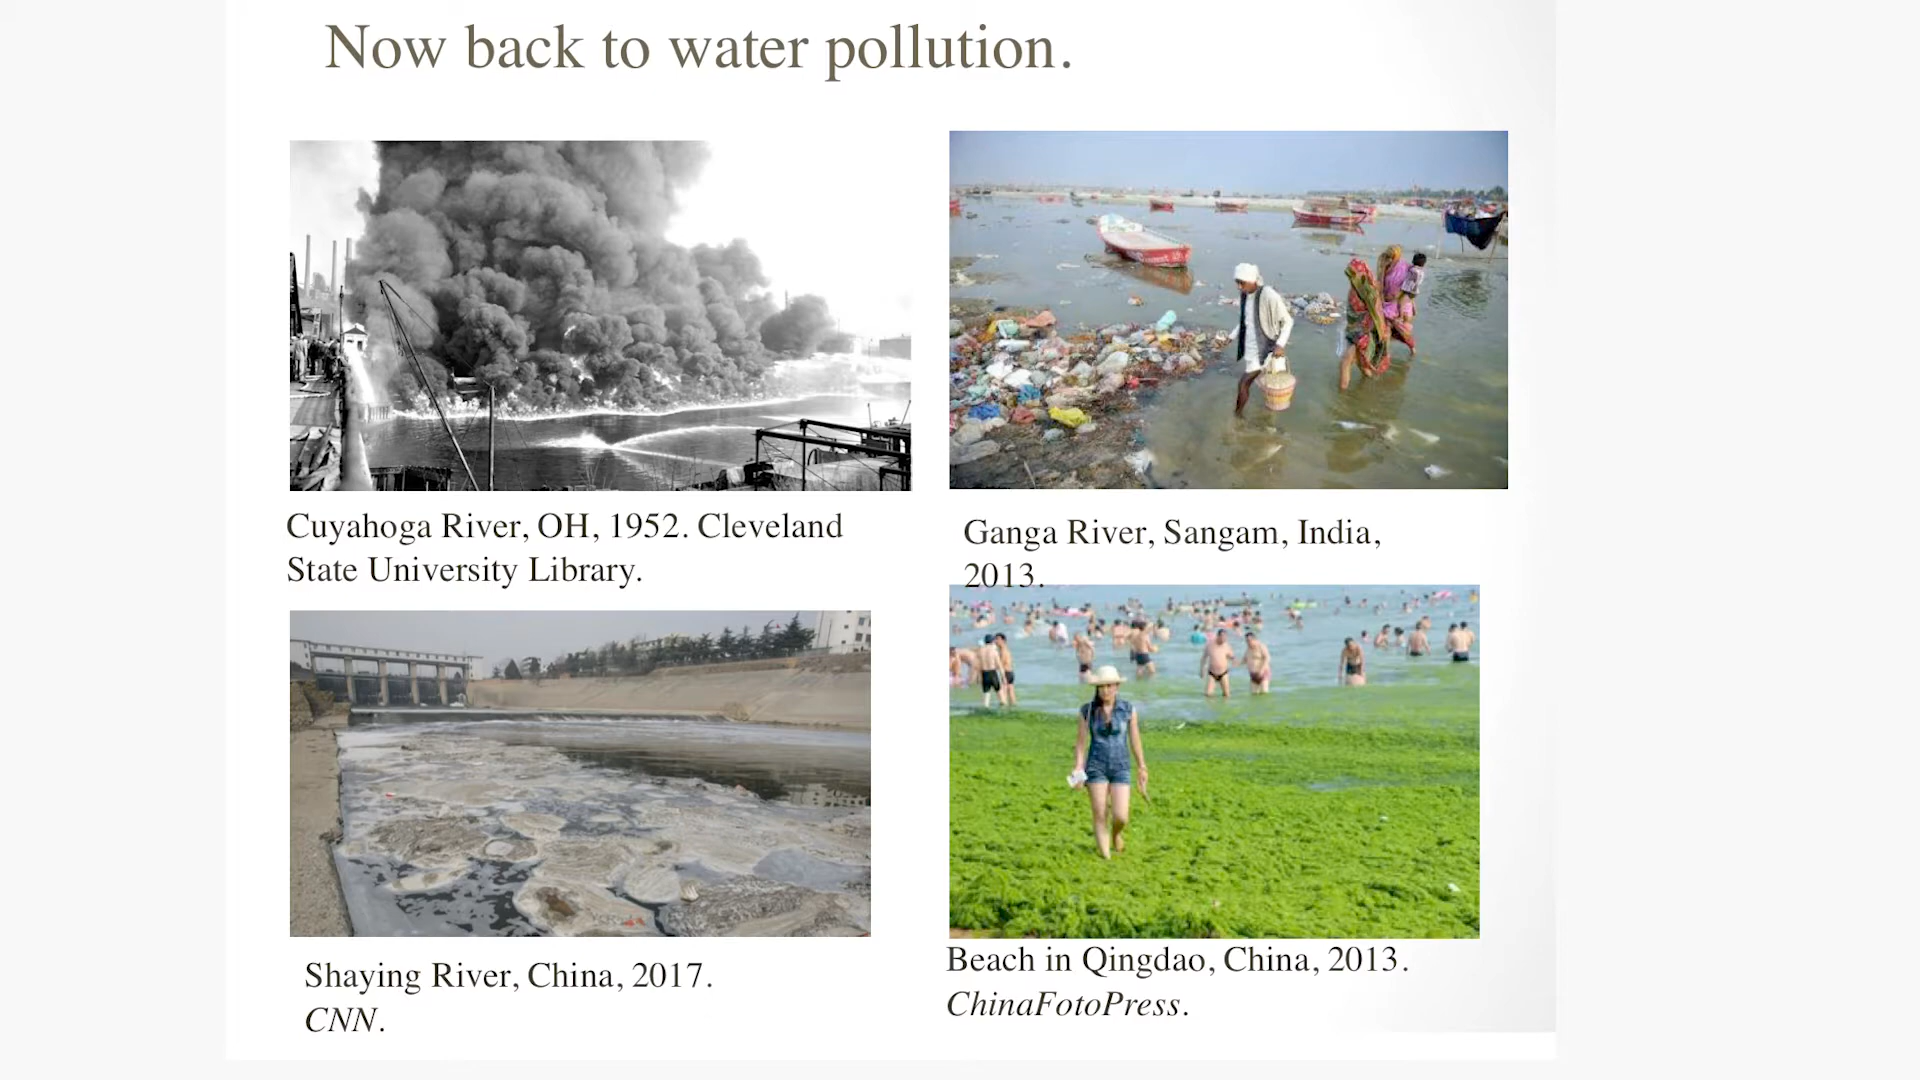 Now back to water pollution.
Cuyahoga River, OH, 1952. Cleveland
State University Library.
Ganga River, Sangam, India,
2013.
Shaying River, China, 2017.
CNN.
Beach in Qingdao, China, 2013.
ChinaFotoPress.